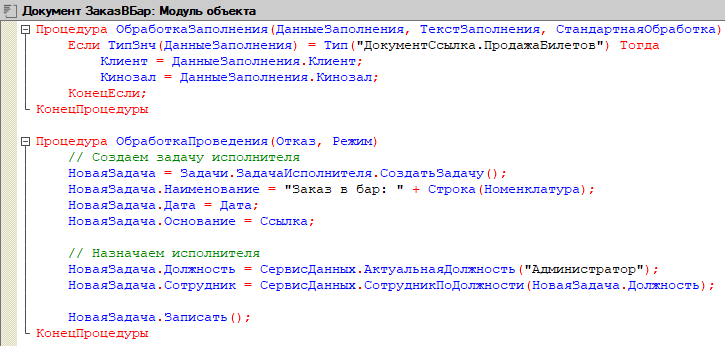 Документ ЗаказВБар: Модуль объекта
Процедура ОбработкаЗаполнения(ДанныеЗаполнения, ТекстЗаполнения, СтандартнаяОбработка)
Если ТипЗнч(ДанныеЗаполнения) = Тип("ДокументСсылка.ПродажаБилетов") Тогда
Клиент = ДанныеЗаполнения.Клиент;
Кинозал = ДанныеЗаполнения.Кинозал;
КонецЕсли;
КонецПроцедуры
Процедура ОбработкаПроведения(Отказ, Режим)
// Создаем задачу исполнителя
НоваяЗадача = Задачи.ЗадачаИсполнителя.СоздатьЗадачу();
НоваяЗадача.Наименование = "Заказ в бар: " + Строка(Номенклатура);
НоваяЗадача.Дата = Дата;
НоваяЗадача.Основание = Ссылка;
// Назначаем исполнителя
НоваяЗадача.Должность = СервисДанных.АктуальнаяДолжность("Администратор");
НоваяЗадача.Сотрудник = СервисДанных.СотрудникПоДолжности(НоваяЗадача.Должность);
НоваяЗадача.Записать();
КонецПроцедуры